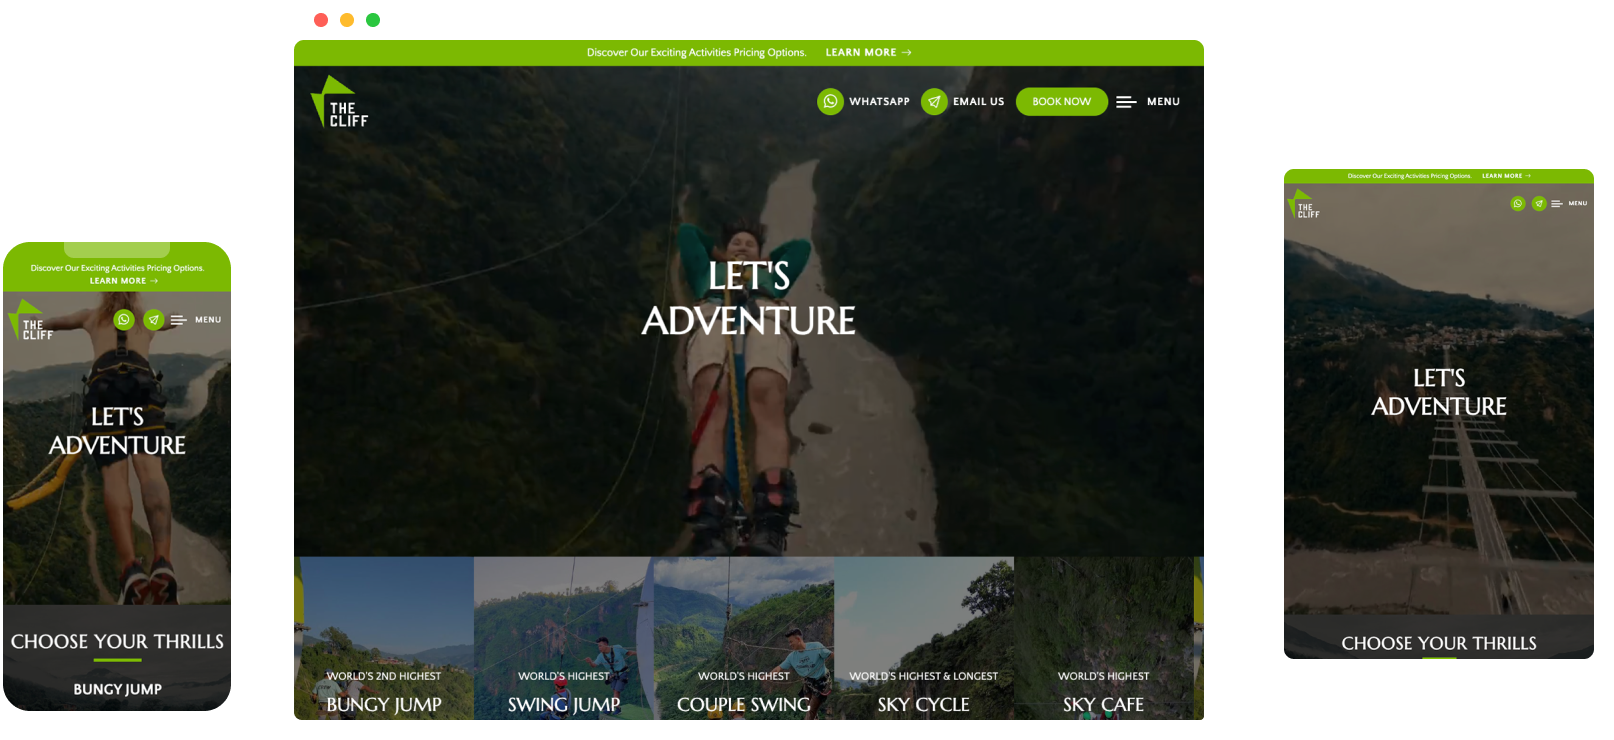 Discover Our Exciting Activities Pricing Options.
LEARN MORE →
THE
CLIFF
MENU
LET'S
ADVENTURE
CHOOSE YOUR THRILLS
BUNGY JUMP
Discover Our Exciting Activities Pricing Options. LEARN MORE →
THE
CLIFF
WHATSAPP EMAIL US BOOK NOW MENU
LET'S
ADVENTURE
WORLD'S 2ND HIGHEST
BUNGY JUMP
WORLD'S HIGHEST
SWING JUMP
WORLD'S HIGHEST
COUPLE SWING
WORLD'S HIGHEST & LONGEST
SKY CYCLE
WORLD'S HIGHEST
SKY CAFE
Discover Our Exciting Activities Pricing Options. LEARN MORE →
THE
CLIFF
MENU
LET'S
ADVENTURE
CHOOSE YOUR THRILLS